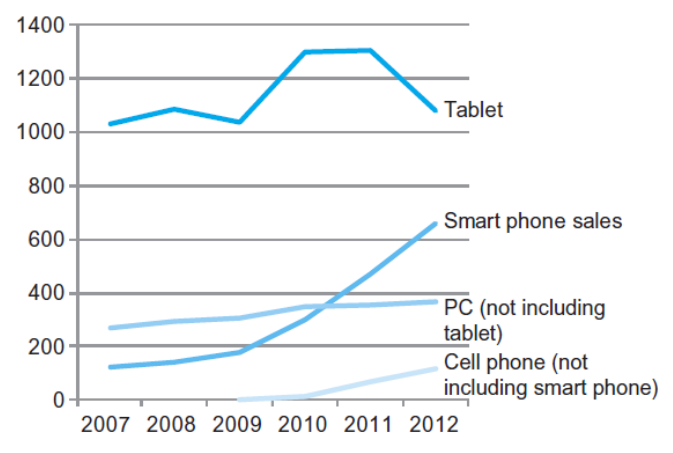 1400
1200
Tablet
1000
800
Smart phone sales
600
400
PC (not including
tablet)
200
Cell phone (not
including smart phone)
0
2007 2008 2009 2010 2011 2012